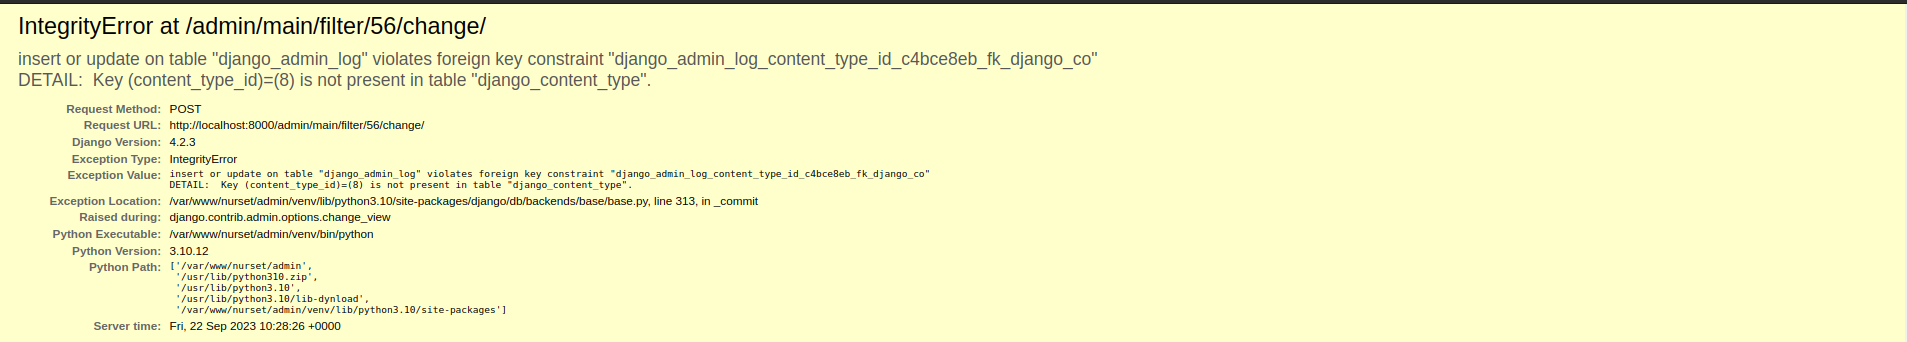 IntegrityError at /admin/main/filter/56/change/
insert or update on table "django_admin_log" violates foreign key constraint "django_admin_log_content_type_id_c4bce8eb_fk_django_co"
DETAIL:  Key (content_type_id)=(8) is not present in table "django_content_type".
Request Method: POST
Request URL: http://localhost:8000/admin/main/filter/56/change/
Django Version: 4.2.3
Exception Type: IntegrityError
Exception Value: insert or update on table "django_admin_log" violates foreign key constraint "django_admin_log_content_type_id_c4bce8eb_fk_django_co"
DETAIL:  Key (content_type_id)=(8) is not present in table "django_content_type".
Exception Location: /var/www/nurset/admin/venv/lib/python3.10/site-packages/django/db/backends/base/base.py, line 313, in _commit
Raised during: django.contrib.admin.options.change_view
Python Executable: /var/www/nurset/admin/venv/bin/python
Python Version: 3.10.12
Python Path: ['/var/www/nurset/admin',
'/usr/lib/python310.zip',
'/usr/lib/python3.10',
'/usr/lib/python3.10/lib-dynload',
'/var/www/nurset/admin/venv/lib/python3.10/site-packages']
Server time: Fri, 22 Sep 2023 10:28:26 +0000